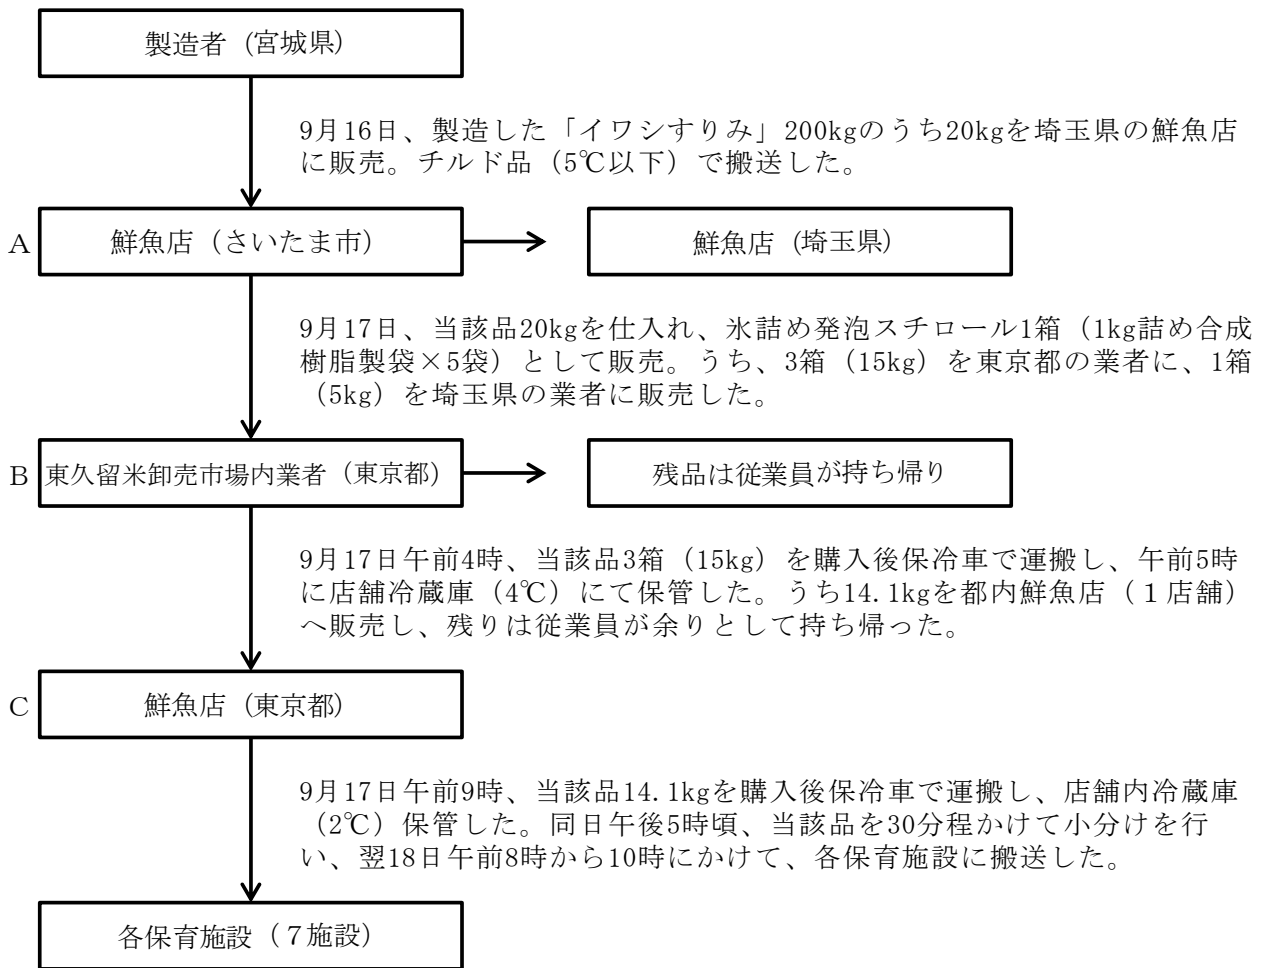 製造者（宮城県）
9月16日、製造した「イワシすりみ」200kgのうち20kgを埼玉県の鮮魚店
に販売。チルド品（5℃以下）で搬送した。
A
鮮魚店（さいたま市）
鮮魚店（埼玉県）
9月17日、当該品20kgを仕入れ、氷詰め発泡スチロール1箱（1kg詰め合成
樹脂製袋×5袋）として販売。うち、3箱（15kg）を東京都の業者に、1箱
（5kg）を埼玉県の業者に販売した。
B
東久留米卸売市場内業者（東京都）
残品は従業員が持ち帰り
9月17日午前4時、当該品3箱（15kg）を購入後保冷車で運搬し、午前5時
に店舗冷蔵庫（4℃）にて保管した。うち14.1kgを都内鮮魚店（１店舗）
へ販売し、残りは従業員が余りとして持ち帰った。
C
鮮魚店（東京都）
9月17日午前9時、当該品14.1kgを購入後保冷車で運搬し、店舗内冷蔵庫
（2℃）保管した。同日午後5時頃、当該品を30分程かけて小分けを行
い、翌18日午前8時から10時にかけて、各保育施設に搬送した。
各保育施設（７施設）